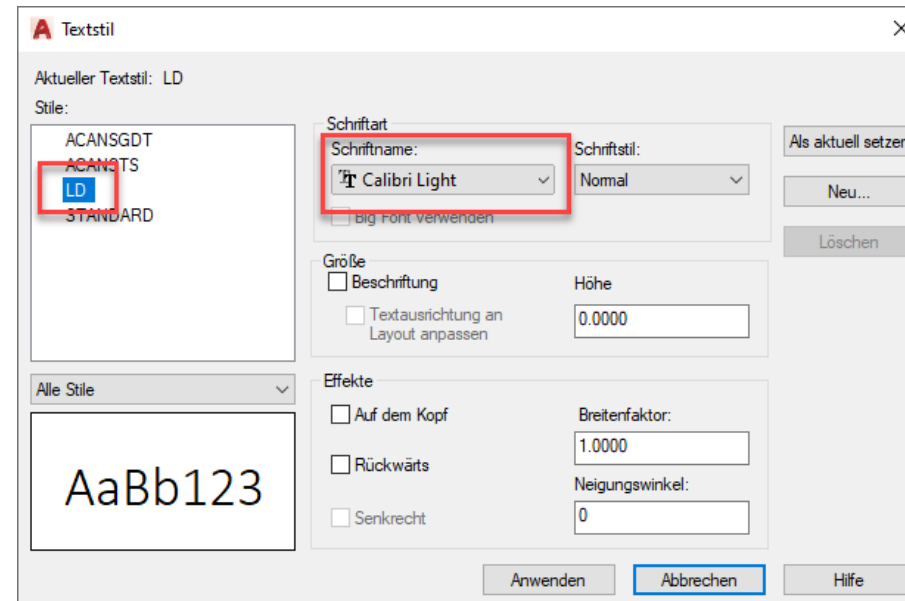 Textstil
Aktueller Textstil: LD
Stile:
ACANSGDT
ACANSTS
LD
STANDARD
Alle Stile
AaBb123
Schriftart
Schriftname:
Calibri Light
Schriftstil:
Normal
Big Font verwenden
Größe
Beschriftung
Textausrichtung an
Layout anpassen
Höhe
0.0000
Effekte
Auf dem Kopf
Rückwärts
Senkrecht
Breitenfaktor:
1.0000
Neigungswinkel:
0
Als aktuell setzen
Neu...
Löschen
Anwenden
Abbrechen
Hilfe